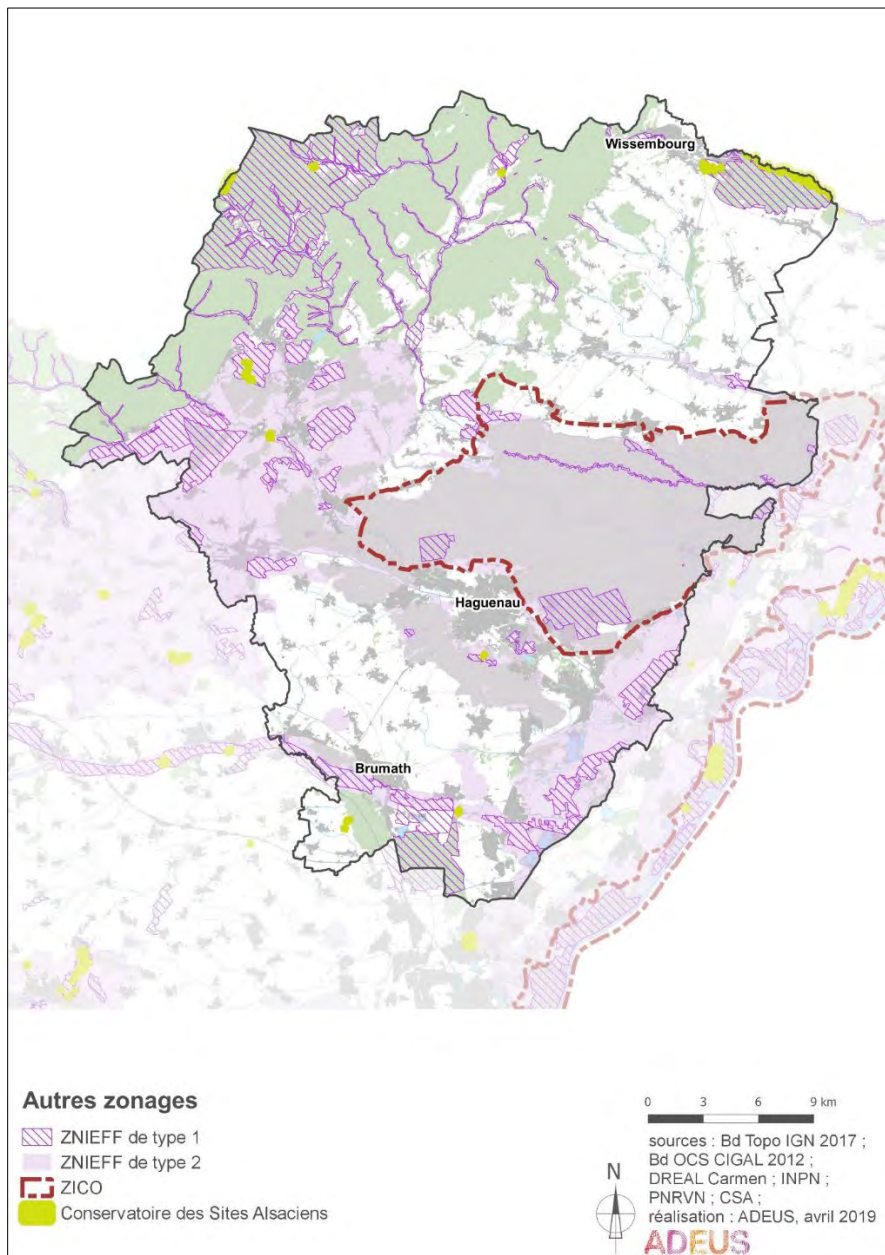 Wissembourg
Haguenau
Brumath
Autres zonages
ZNIEFF de type 1
ZNIEFF de type 2
ZICO
Conservatoire des Sites Alsaciens
0 3 6 9 km
sources : Bd Topo IGN 2017 ;
Bd OCS CIGAL 2012 ;
DREAL Carmen ; INPN ;
PNRVN ; CSA ;
réalisation : ADEUS, avril 2019
N
ADEUS